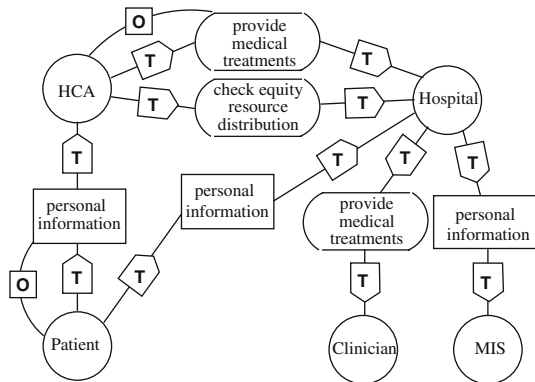 O
provide
medical
treatments
T
T
HCA
check equity
resource
distribution
T
T
Hospital
T
T
T
T
personal
information
personal
information
provide
medical
treatments
personal
information
O
T
T
T
T
Patient
Clinician
MIS